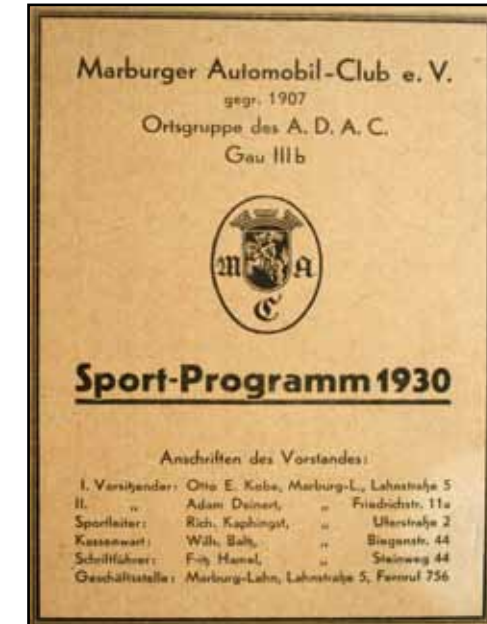 Marburger Automobil-Club e. V.
gegr. 1907
Ortsgruppe des A. D. A. C.
Gau III b
M A
C
Sport-Programm 1930
Anschriften des Vorstandes:
I. Vorsitzender: Otto E. Kobe, Marburg-L., Lahnstraße 5
II. „ Adam Deinert, „ Friedrichstr. 11a
Sportleiter: Rich. Kaphingst, „ Uferstraße 2
Kassenwart: Wilh. „ Biegenstr. 44
Schriftführer: Fritz Hamel, „ Steinweg 44
Geschäftsstelle: Marburg-Lahn, Lahnstraße 5, Fernruf 756